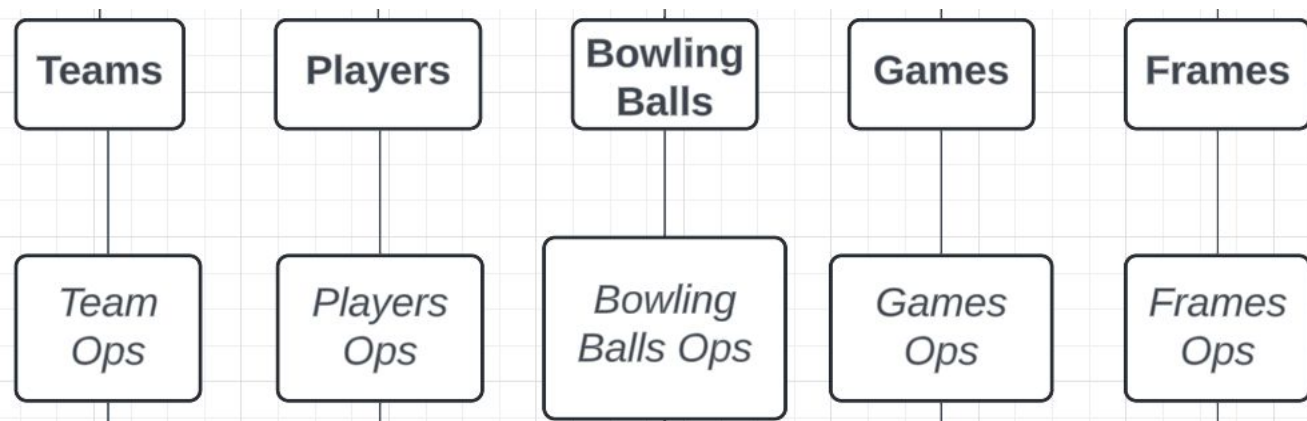 Teams
Players
Bowling
Balls
Games
Frames
Team
Ops
Players
Ops
Bowling
Balls Ops
Games
Ops
Frames
Ops